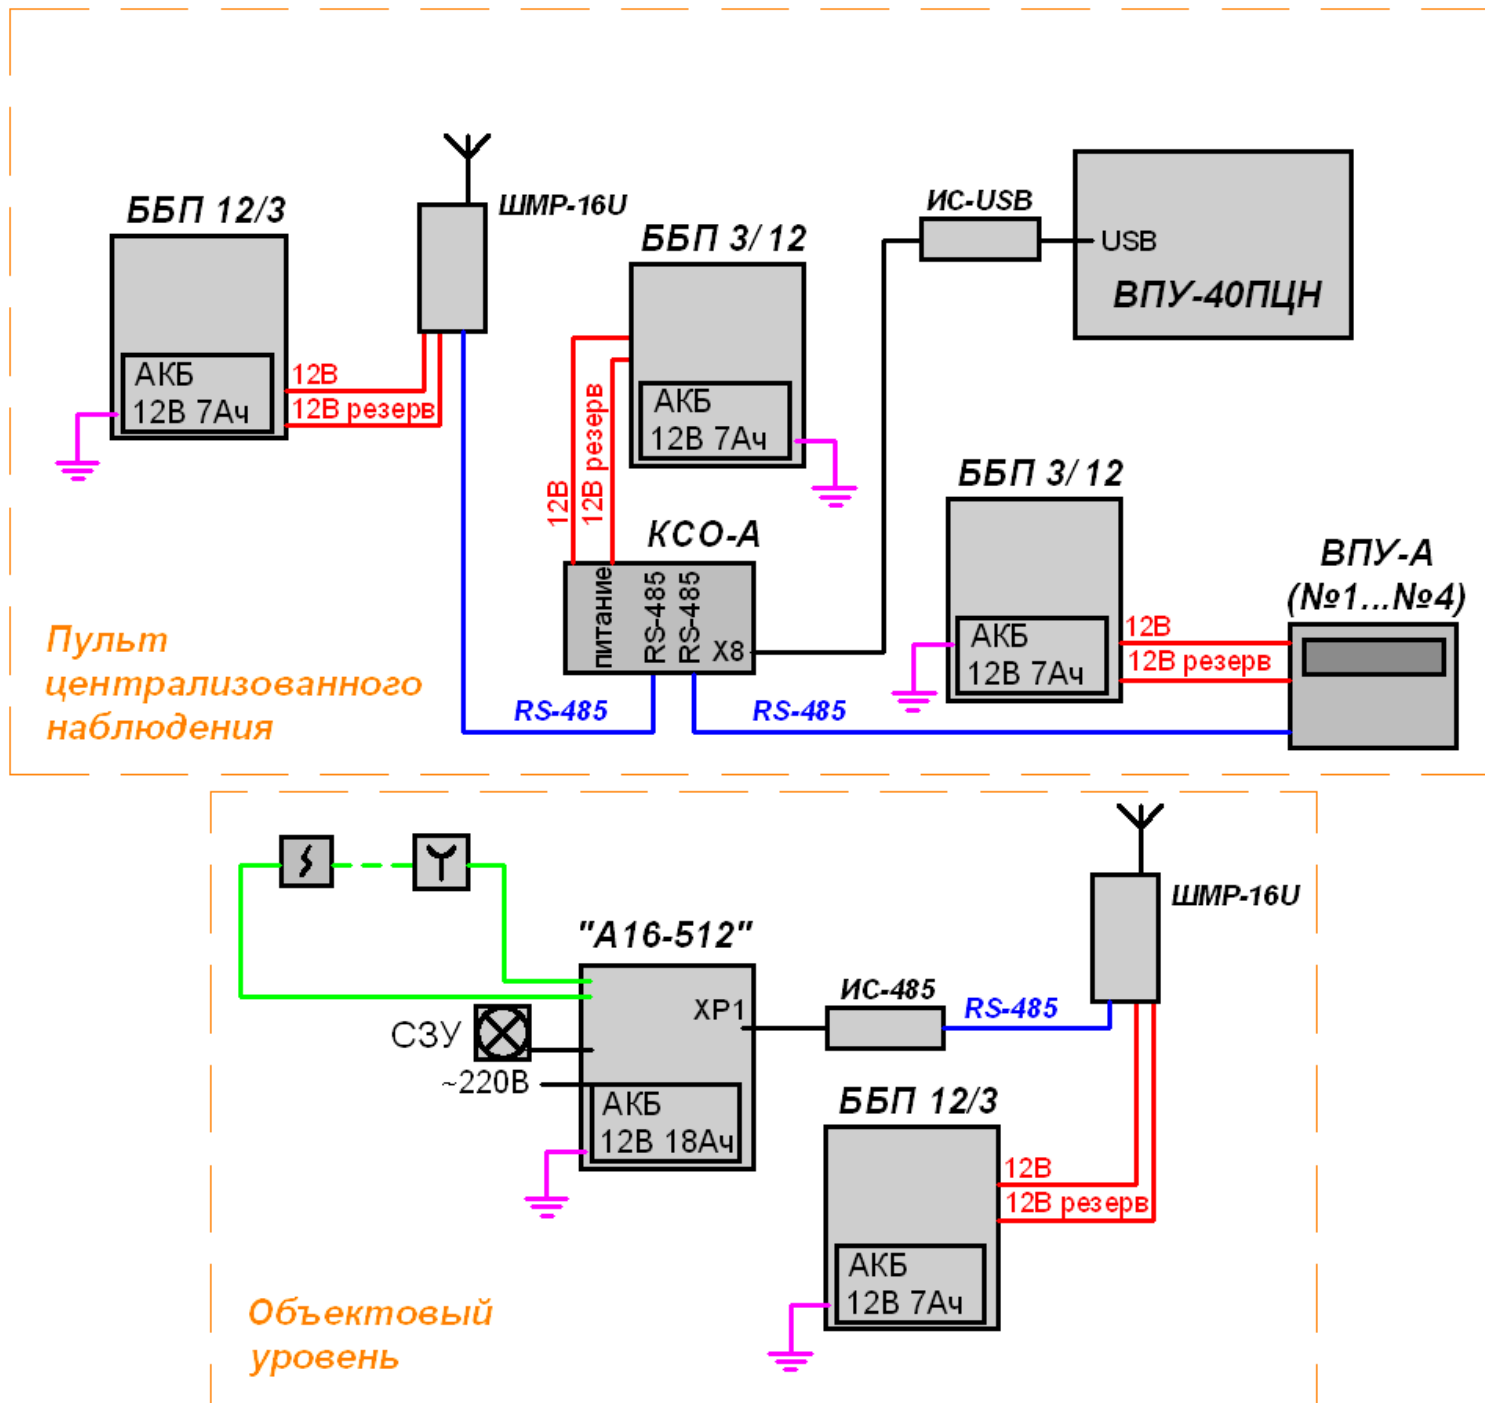 ББП 12/3
ШМР-16U
АКБ
12В 7Ач
12В
12В резерв
ББП 3/12
АКБ
12В 7Ач
12В
12В резерв
ИС-USB
USB
ВПУ-40ПЦН
КСО-А
питание
RS-485
RS-485
X8
RS-485
RS-485
ББП 3/12
АКБ
12В 7Ач
12В
12В резерв
ВПУ-А
(№1...№4)
Пульт
централизованного
наблюдения
"А16-512"
XP1
СЗУ
~220В
АКБ
12В 18Ач
ИС-485
RS-485
ШМР-16U
ББП 12/3
12В
12В резерв
АКБ
12В 7Ач
Объектовый
уровень